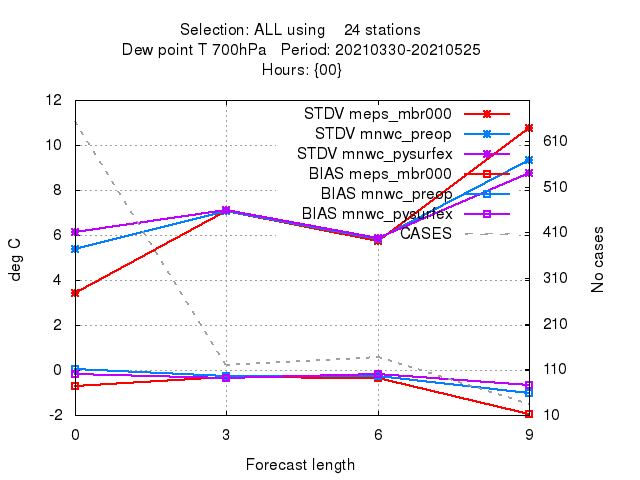 Selection: ALL using    24 stations
Dew point T 700hPa   Period: 20210330-20210525
Hours: {00}
STDV meps_mbr000
STDV mnwc_preop
STDV mnwc_pysurfex
BIAS meps_mbr000
BIAS mnwc_preop
BIAS mnwc_pysurfex
CASES
deg C
12
10
8
6
4
2
0
-2
No cases
610
510
410
310
210
110
10
0 3 6 9
Forecast length